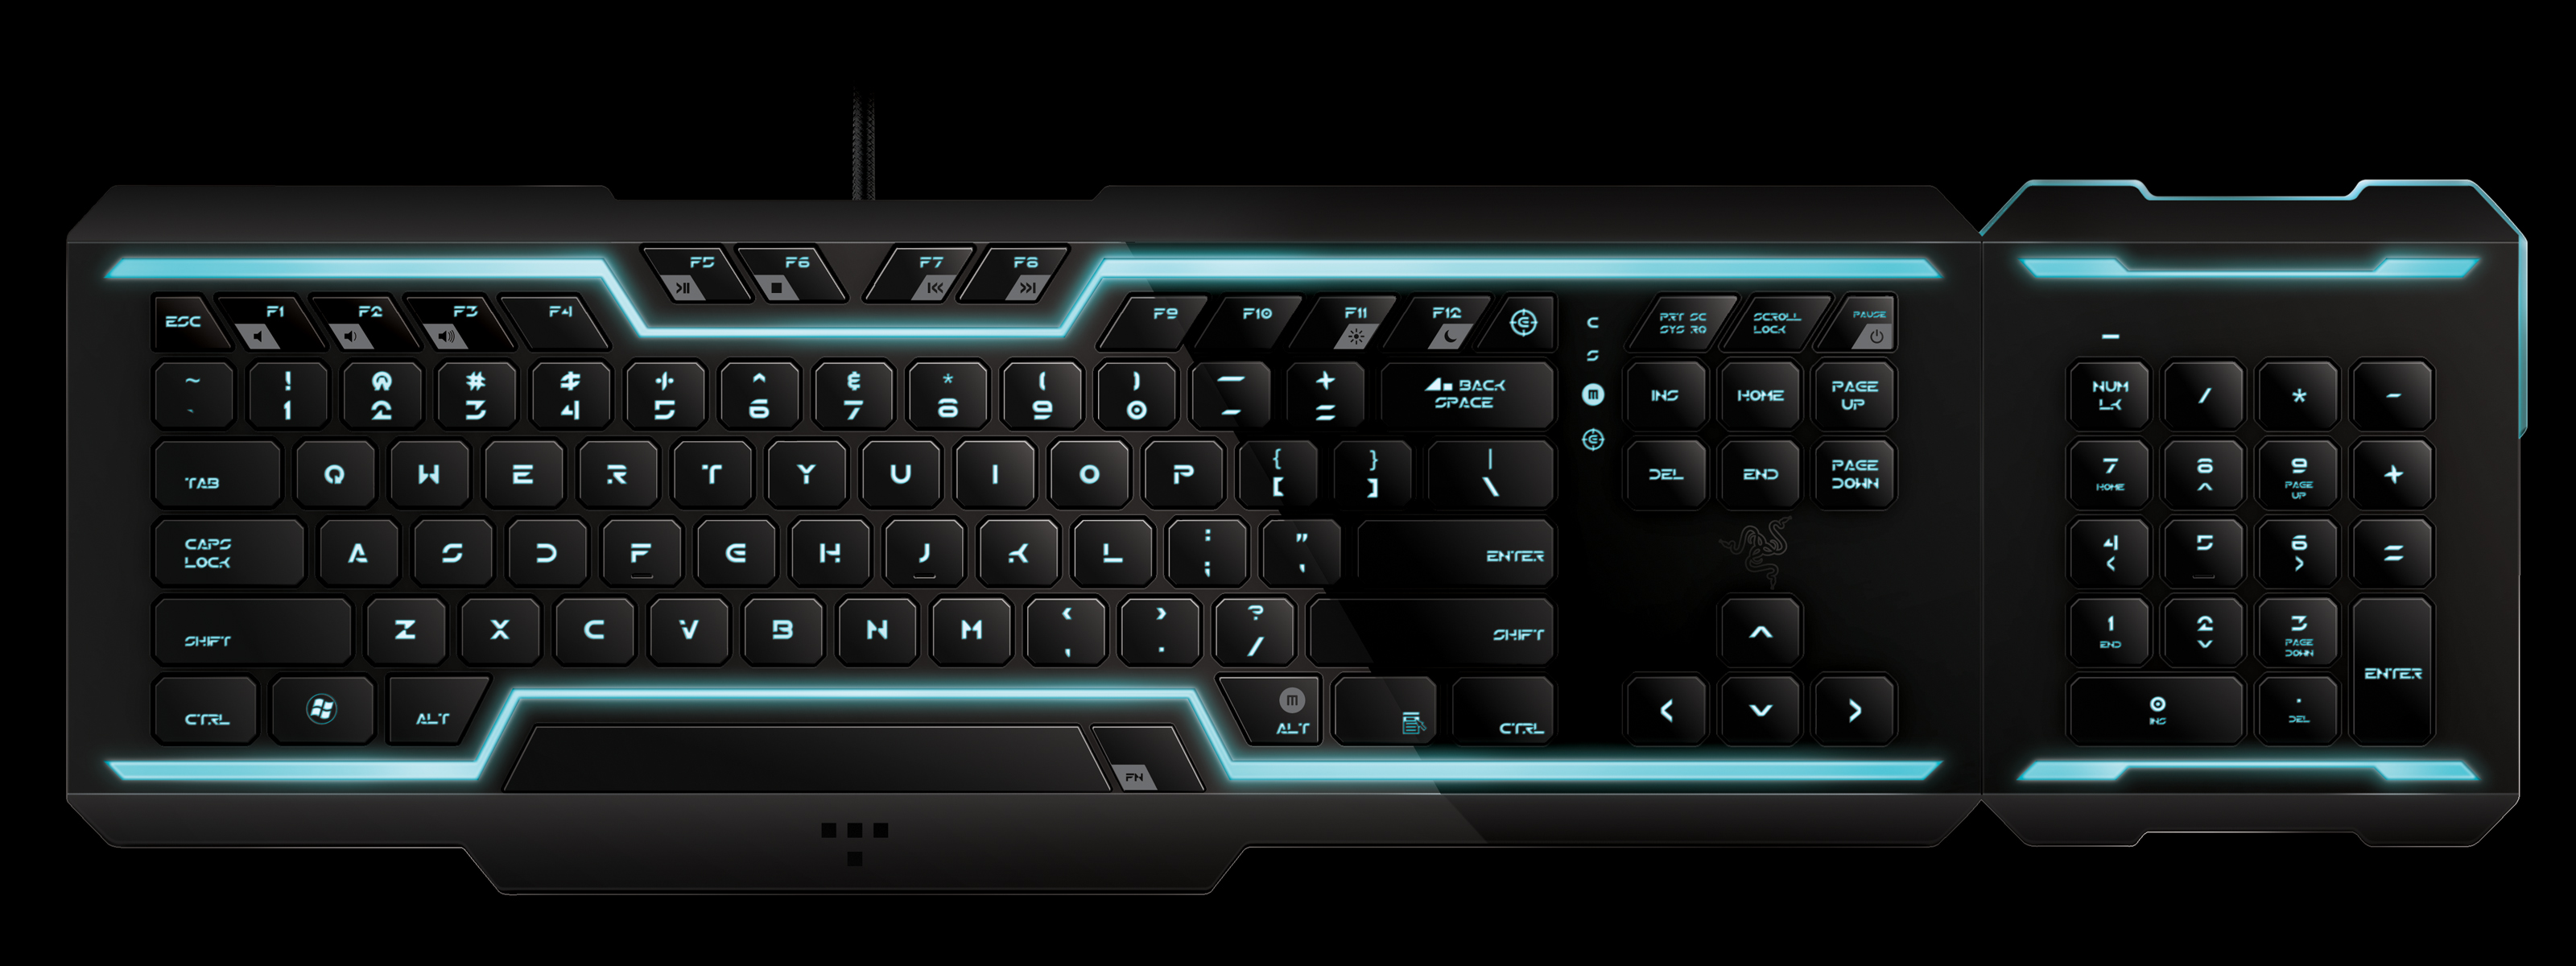 F5 F6 F7 F8
ESC F1 F2 F3 F4 F9 F10 F11 F12
C
S
m
PRT SC
SYS RQ
SCROLL
LOCK
PAUSE
~ ! @ # $ % ^ & * ( ) _ +
` 1 2 3 4 5 6 7 8 9 0 - =
BACK
SPACE
INS HOME PAGE
UP
NUM
LK
/ * -
TAB Q W E R T Y U I O P { } |
[ ] \
DEL END PAGE
DOWN
7 8 9 +
HOME ^ PAGE
UP
CAPS
LOCK
A S D F G H J K L : "
; '
ENTER
4 5 6 =
< >
SHIFT Z X C V B N M < > ?
, . /
SHIFT
^
1 2 3
END v PAGE
DOWN
ENTER
CTRL ALT m
ALT
CTRL
< v >
0 .
INS DEL
FN